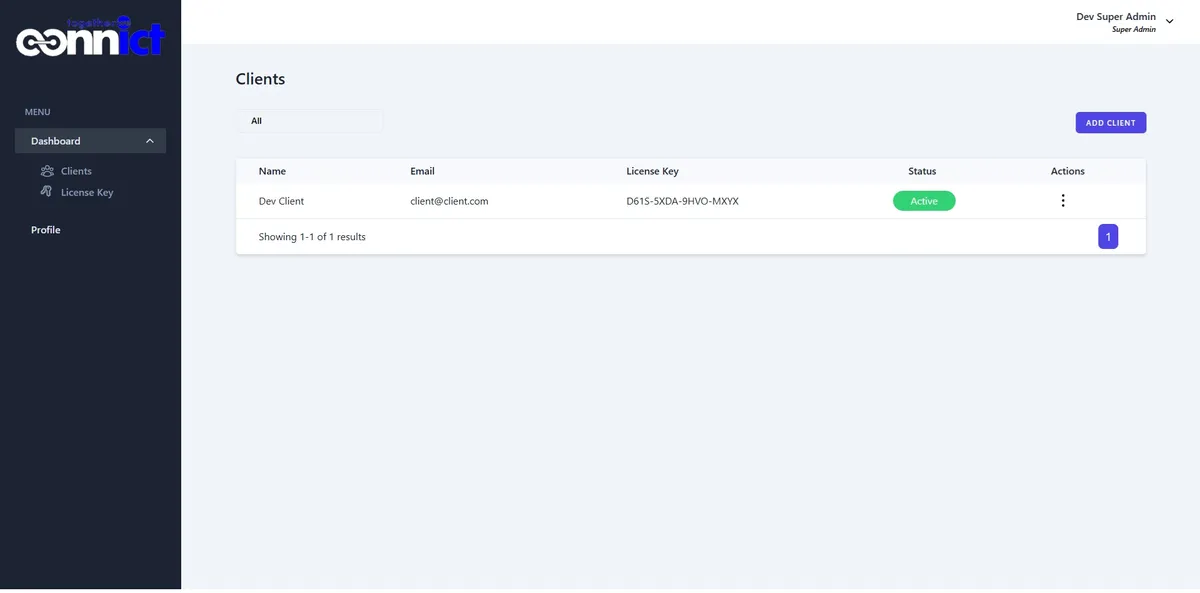 connict
Dev Super Admin
Super Admin
MENU
Dashboard
Clients
License Key
Profile
Clients
All
ADD CLIENT
Name Email License Key Status Actions
Dev Client client@client.com D61S-5XDA-9HVO-MXYX Active
Showing 1-1 of 1 results 1